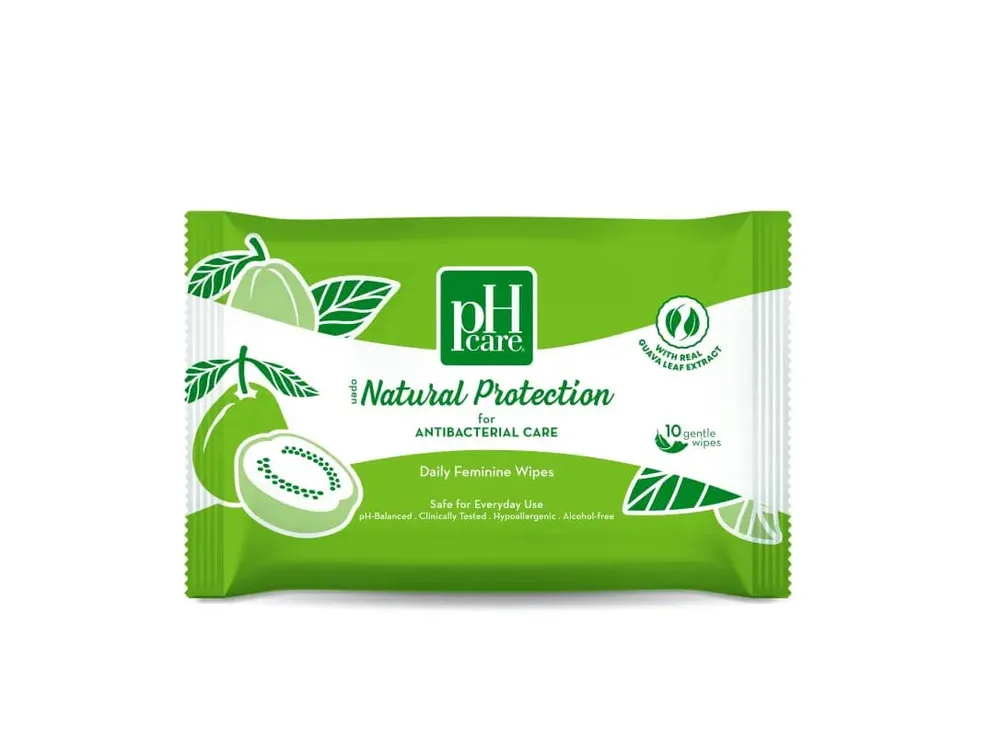 pH
care®
WITH REAL
GUAVA LEAF EXTRACT
open
Natural Protection
for
ANTIBACTERIAL CARE
10 gentle
wipes
Daily Feminine Wipes
Safe for Everyday Use
pH-Balanced . Clinically Tested . Hypoallergenic . Alcohol-free